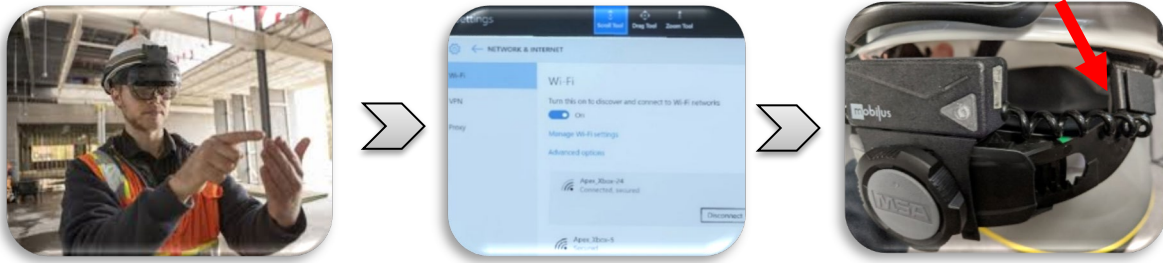 Settings
Scroll Tool Drag Tool Zoom Tool
NETWORK & INTERNET
Wi-Fi
VPN
Proxy
Wi-Fi
Turn this on to discover and connect to Wi-Fi networks
On
Manage Wi-Fi settings
Advanced options
Connected, secured
Disconnect
Secured
mobilus
MSA